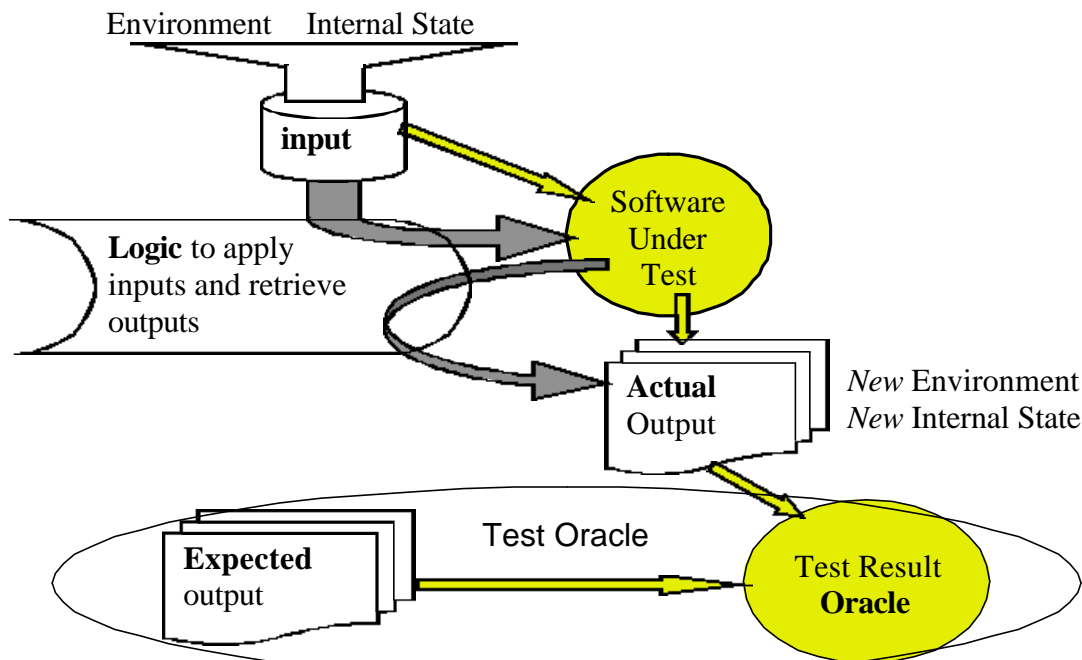 Environment Internal State
input
Software
Under
Test
Logic to apply
inputs and retrieve
outputs
Actual
Output
New Environment
New Internal State
Test Oracle
Expected
output
Test Result
Oracle